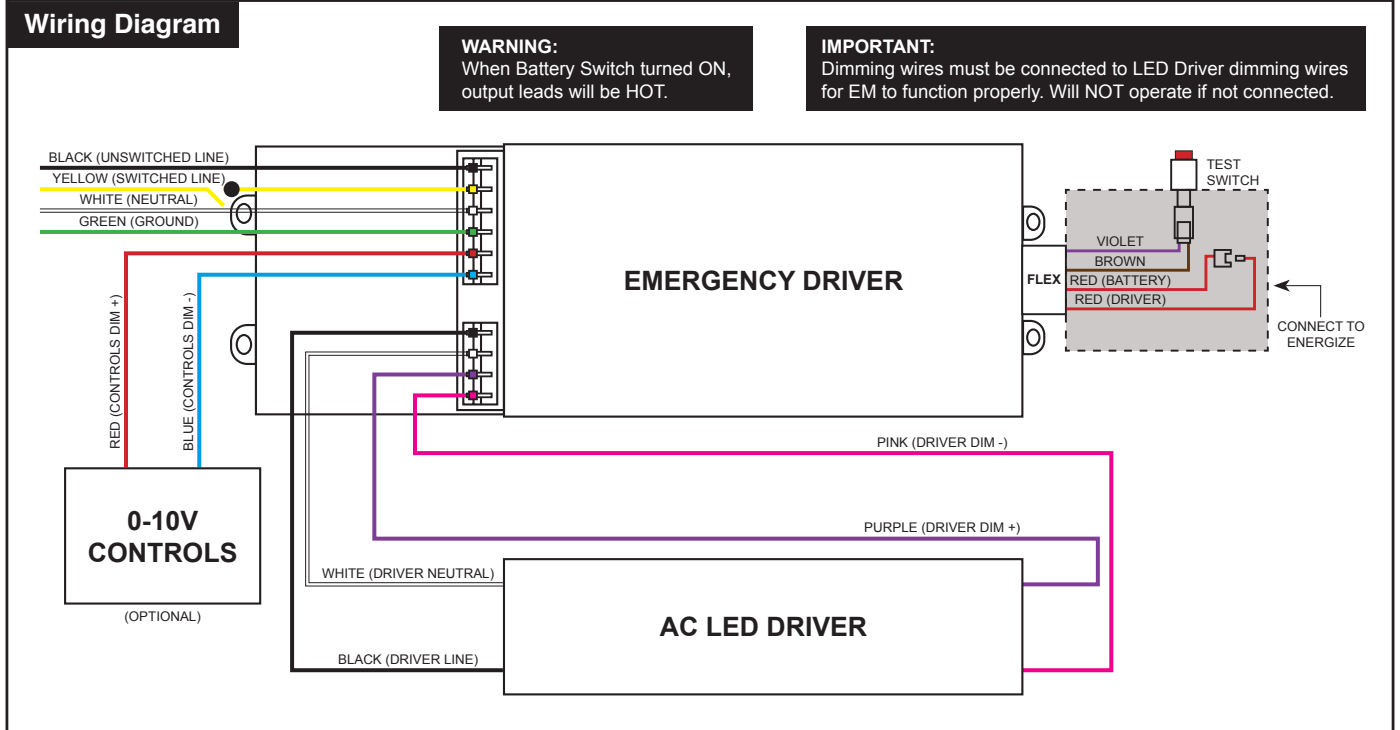 Wiring Diagram
WARNING:
When Battery Switch turned ON,
output leads will be HOT.
IMPORTANT:
Dimming wires must be connected to LED Driver dimming wires
for EM to function properly. Will NOT operate if not connected.
BLACK (UNSWITCHED LINE)
YELLOW (SWITCHED LINE)
WHITE (NEUTRAL)
GREEN (GROUND)
RED (CONTROLS DIM +)
BLUE (CONTROLS DIM -)
0-10V
CONTROLS
(OPTIONAL)
EMERGENCY DRIVER
FLEX
TEST
SWITCH
VIOLET
BROWN
RED (BATTERY)
RED (DRIVER)
CONNECT TO
ENERGIZE
PINK (DRIVER DIM -)
PURPLE (DRIVER DIM +)
WHITE (DRIVER NEUTRAL)
BLACK (DRIVER LINE)
AC LED DRIVER